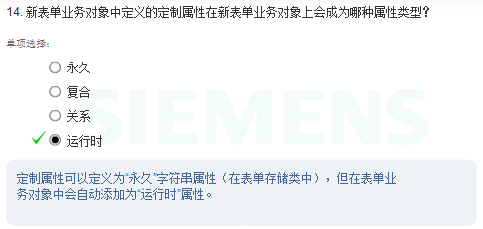 14. 新表单业务对象中定义的定制属性在新表单业务对象上会成为哪种属性类型？
单项选择：
永久
复合
关系
运行时
SIEMENS
定制属性可以定义为“永久”字符串属性（在表单存储类中），但在表单业
务对象中会自动添加为“运行时”属性。